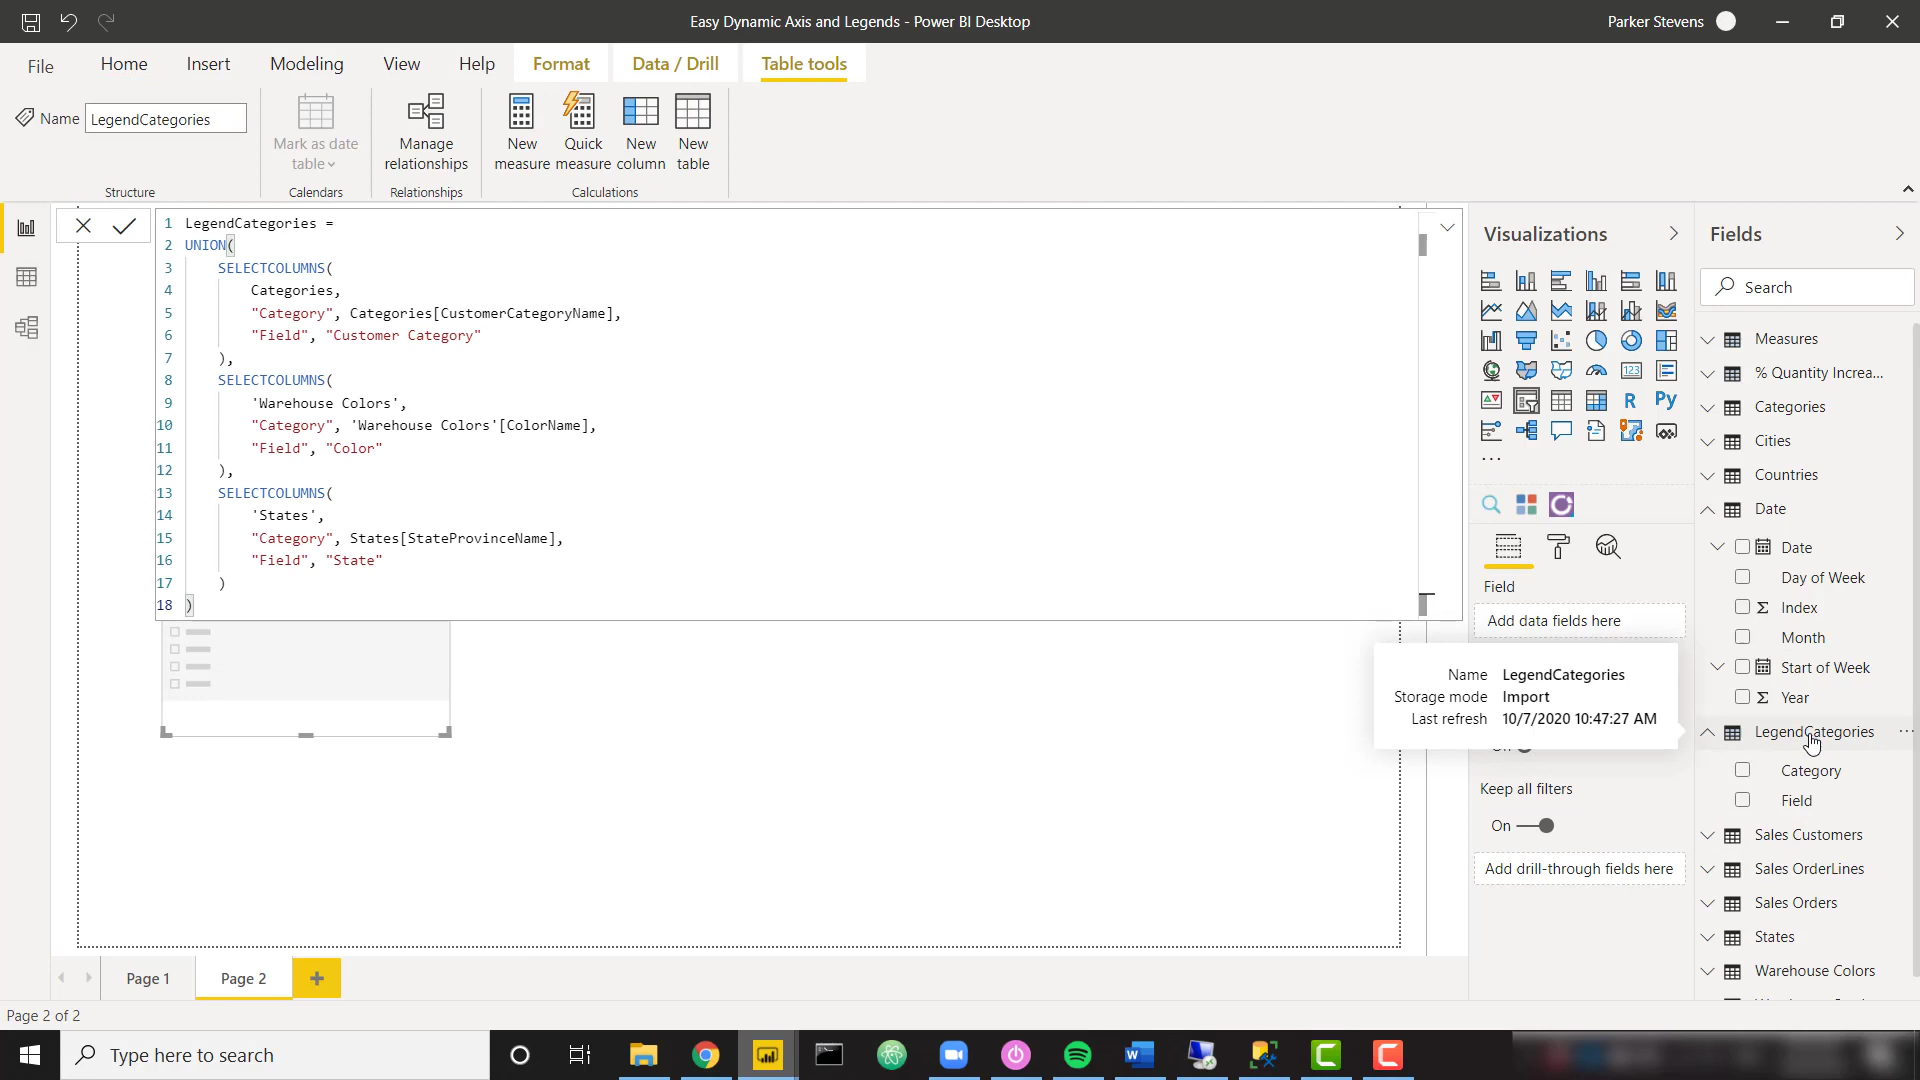 Easy Dynamic Axis and Legends - Power BI Desktop
Parker Stevens
File
Home
Insert
Modeling
View
Help
Format
Data / Drill
Table tools
Name
LegendCategories
Mark as date
table
Manage
relationships
New
measure
Quick
measure
New
column
New
table
Structure
Calendars
Relationships
Calculations
1 LegendCategories =
2 UNION(
3 SELECTCOLUMNS(
4 Categories,
5 "Category", Categories[CustomerCategoryName],
6 "Field", "Customer Category"
7 ),
8 SELECTCOLUMNS(
9 'Warehouse Colors',
10 "Category", 'Warehouse Colors'[ColorName],
11 "Field", "Color"
12 ),
13 SELECTCOLUMNS(
14 'States',
15 "Category", States[StateProvinceName],
16 "Field", "State"
17 )
18 )
Visualizations
123
R
Py
...
Field
Add data fields here
Name LegendCategories
Storage mode Import
Last refresh 10/7/2020 10:47:27 AM
Keep all filters
On
Add drill-through fields here
Fields
Search
Measures
% Quantity Increa...
Categories
Cities
Countries
Date
Date
Day of Week
Index
Month
Start of Week
Year
LegendCategories
Category
Field
Sales Customers
Sales OrderLines
Sales Orders
States
Warehouse Colors
Page 1
Page 2
Page 2 of 2
Type here to search